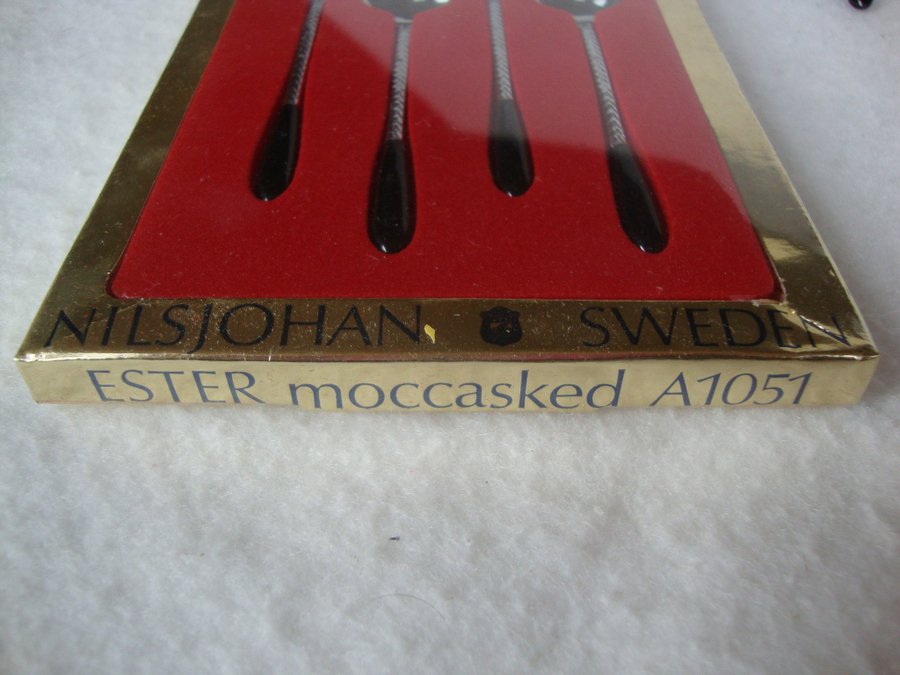 NILSJOHAN SWEDEN
ESTER moccasked A1051